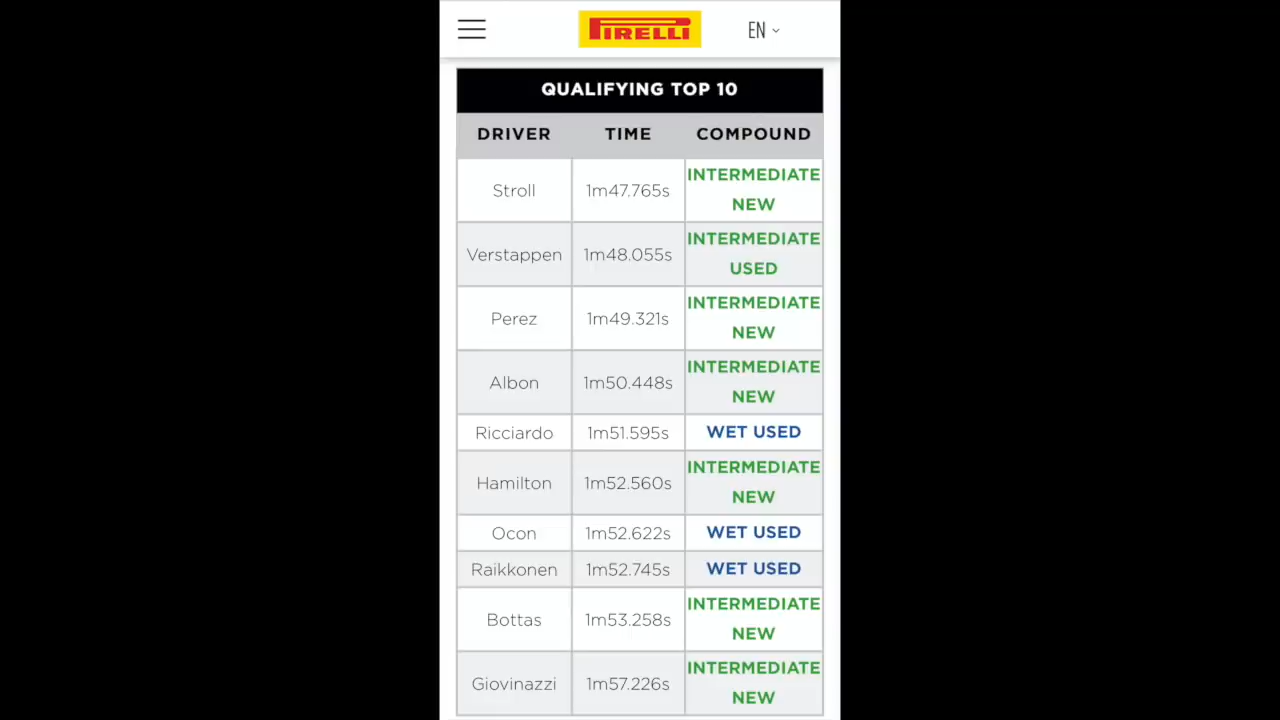 PIRELLI
EN
QUALIFYING TOP 10
DRIVER TIME COMPOUND
Stroll 1m47.765s INTERMEDIATE
NEW
Verstappen 1m48.055s INTERMEDIATE
USED
Perez 1m49.321s INTERMEDIATE
NEW
Albon 1m50.448s INTERMEDIATE
NEW
Ricciardo 1m51.595s WET USED
Hamilton 1m52.560s INTERMEDIATE
NEW
Ocon 1m52.622s WET USED
Raikkonen 1m52.745s WET USED
Bottas 1m53.258s INTERMEDIATE
NEW
Giovinazzi 1m57.226s INTERMEDIATE
NEW